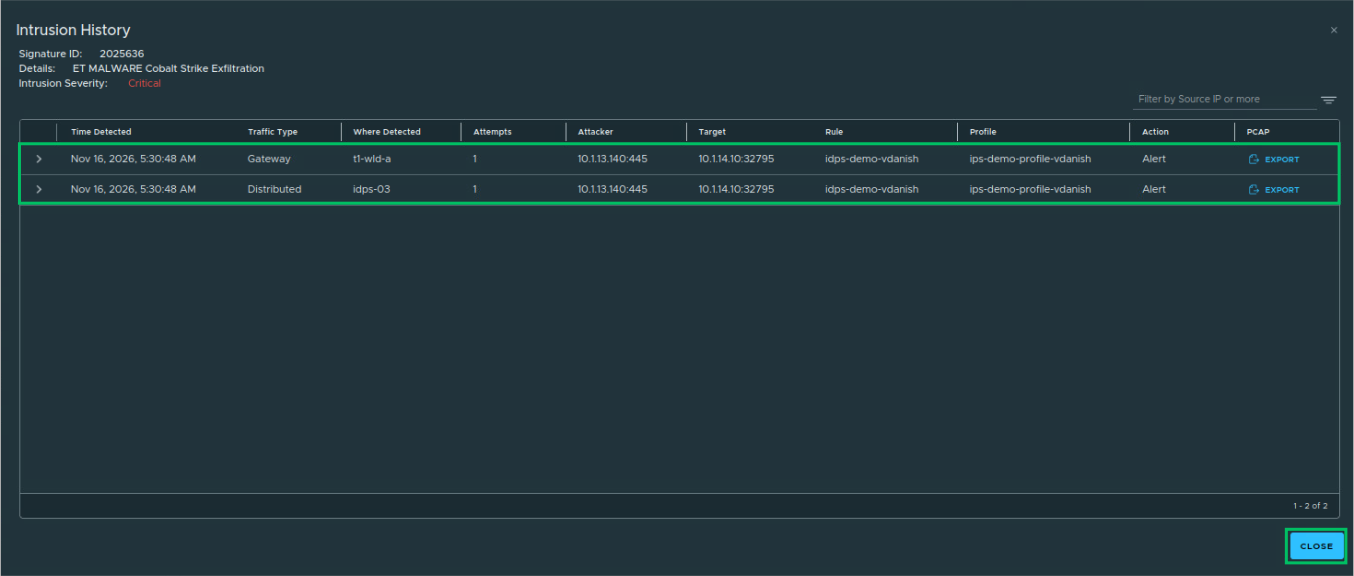 Intrusion History
×
Signature ID: 2025636
Details: ET MALWARE Cobalt Strike Exfiltration
Intrusion Severity: Critical
Filter by Source IP or more
Time Detected Traffic Type Where Detected Attempts Attacker Target Rule Profile Action PCAP
Nov 16, 2026, 5:30:48 AM Gateway t1-wld-a 1 10.1.13.140:445 10.1.14.10:32795 idps-demo-vdanish ips-demo-profile-vdanish Alert EXPORT
Nov 16, 2026, 5:30:48 AM Distributed idps-03 1 10.1.13.140:445 10.1.14.10:32795 idps-demo-vdanish ips-demo-profile-vdanish Alert EXPORT
1 - 2 of 2
CLOSE